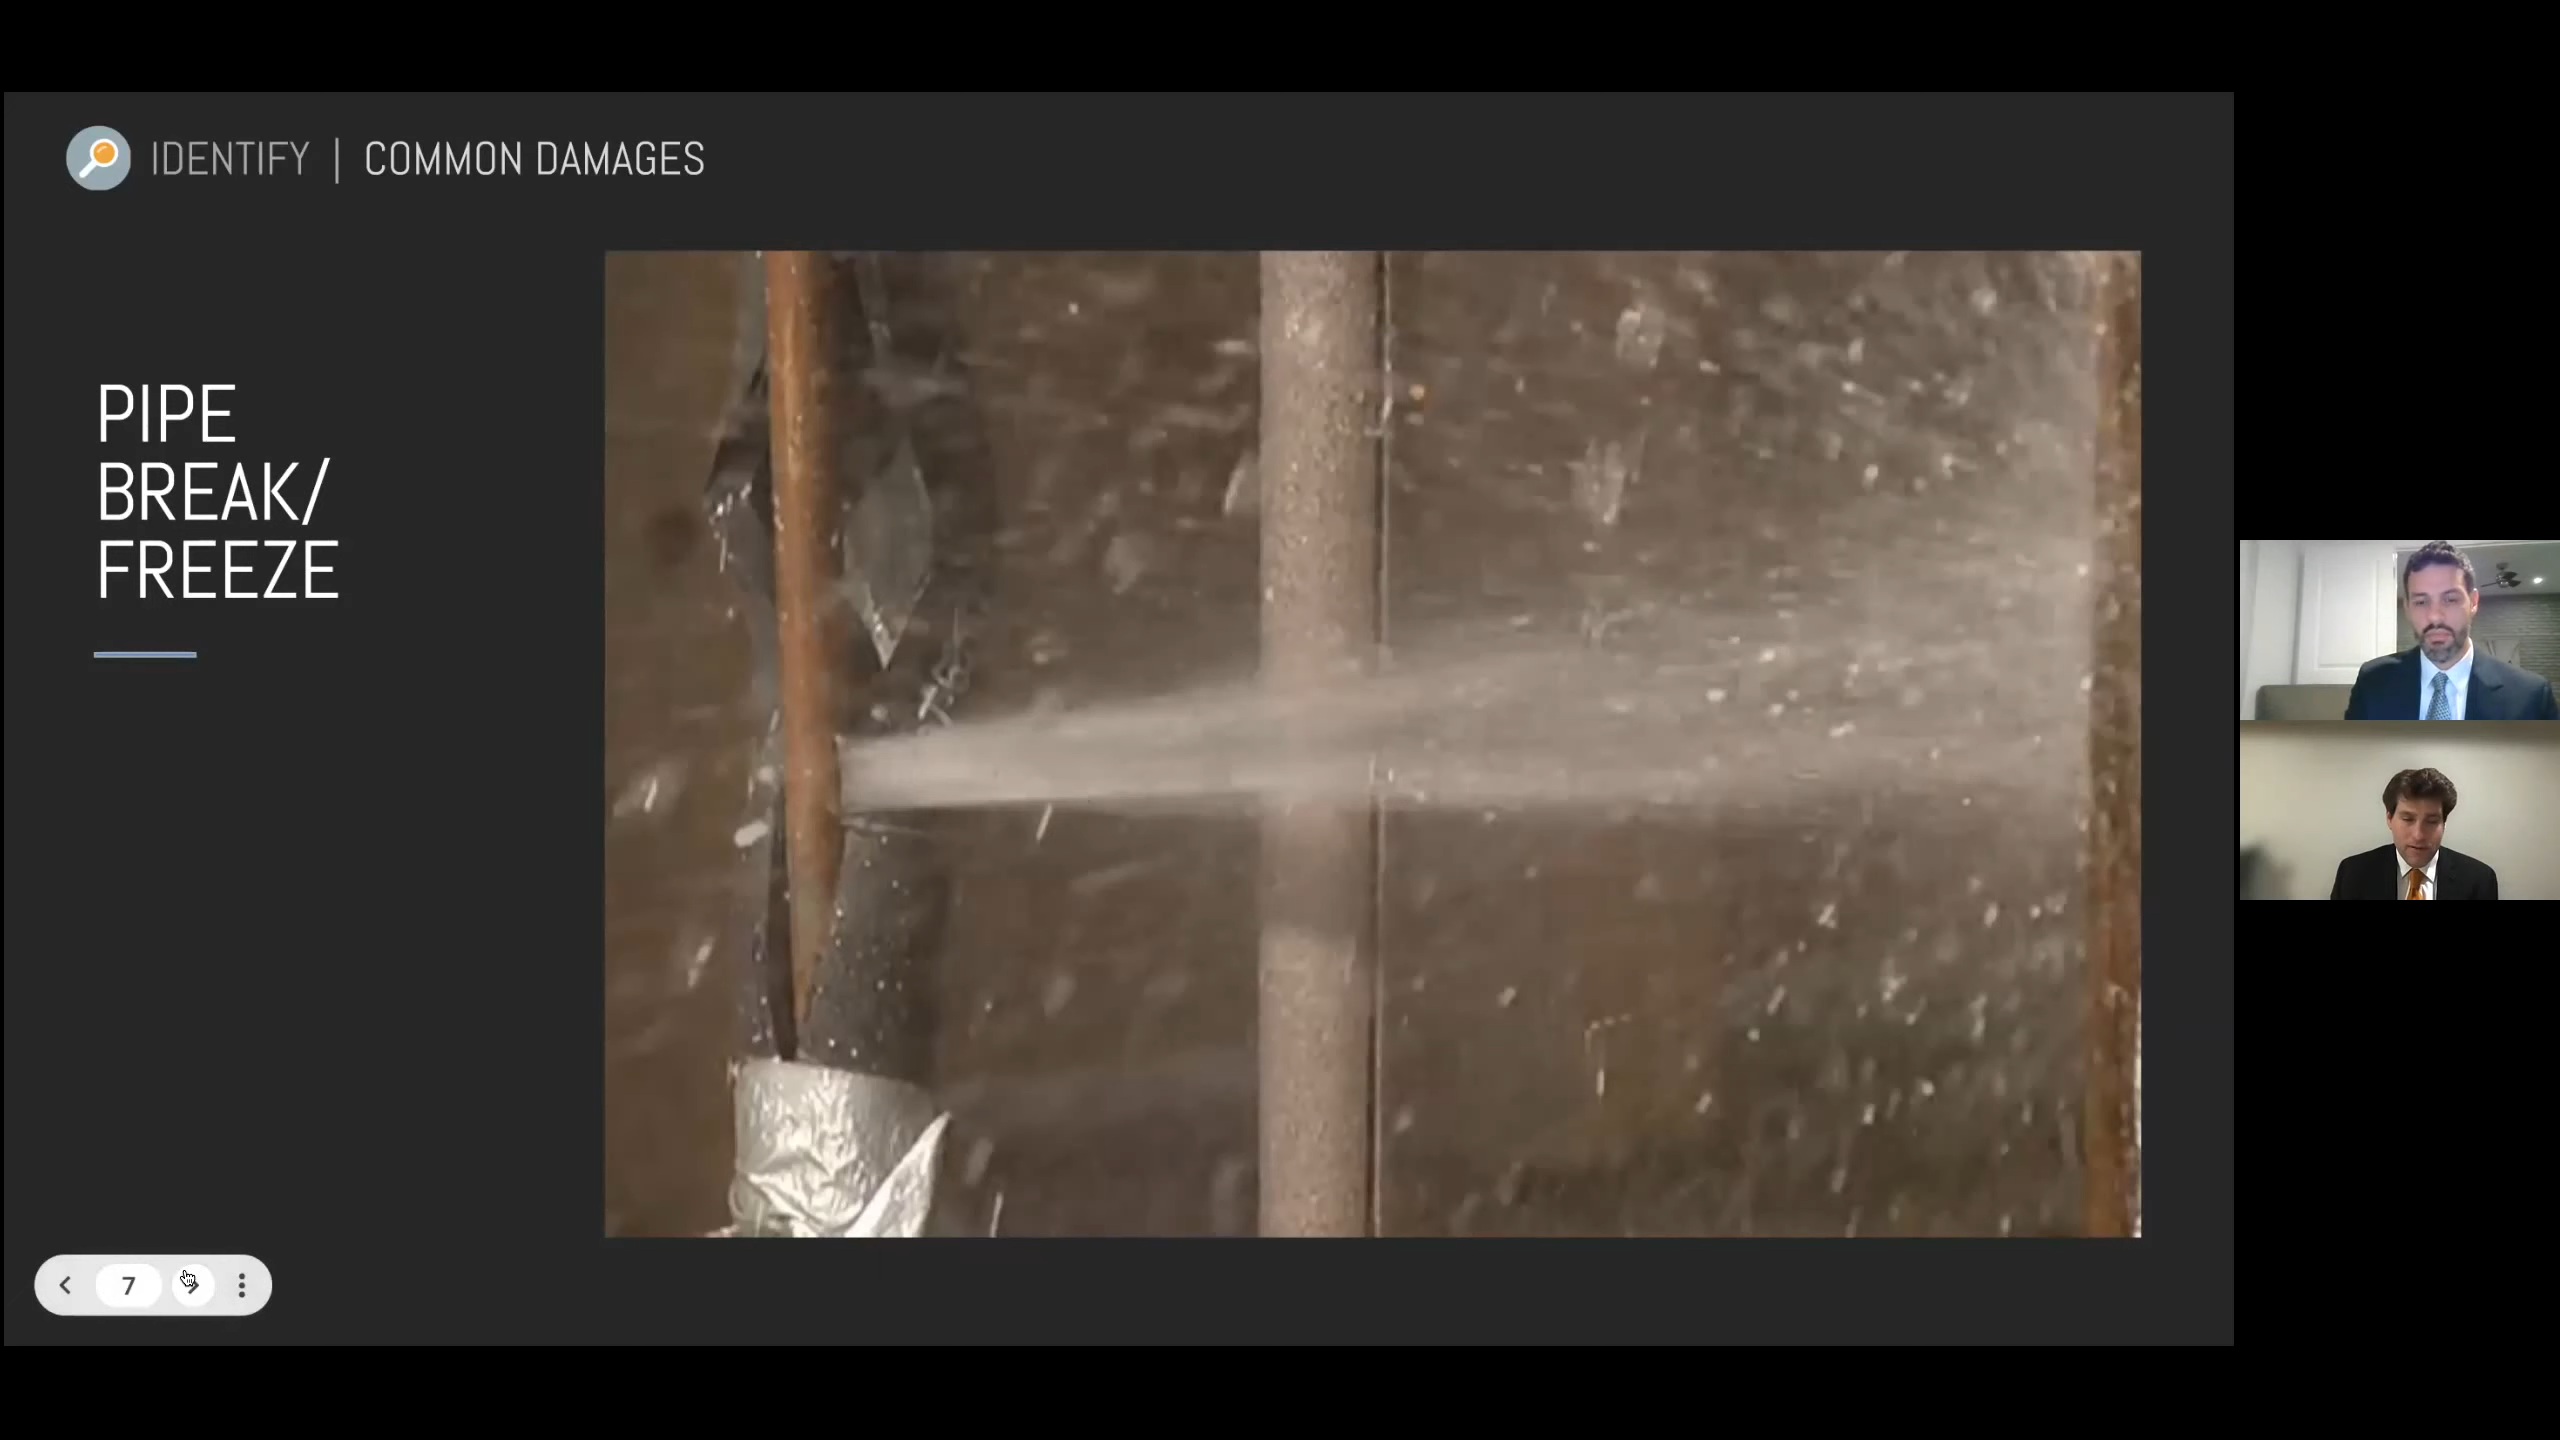 IDENTIFY | COMMON DAMAGES
PIPE
BREAK/
FREEZE
7